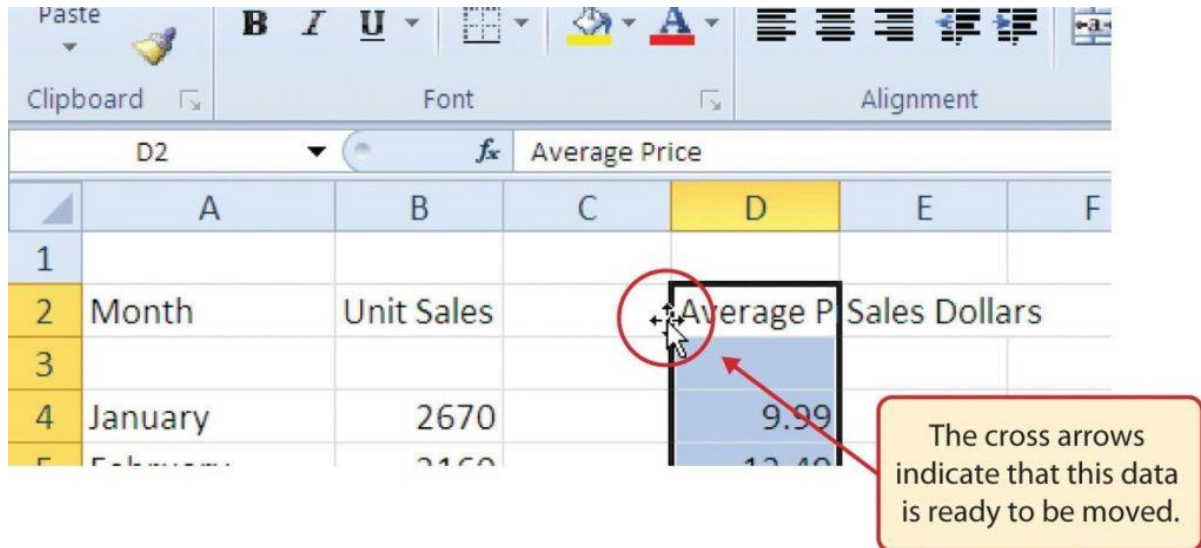 Paste
B I U A
Clipboard Font Alignment
D2 fx Average Price
A B C D E F
1
2 Month Unit Sales Average P Sales Dollars
3
4 January 2670 9.99
The cross arrows
indicate that this data
is ready to be moved.